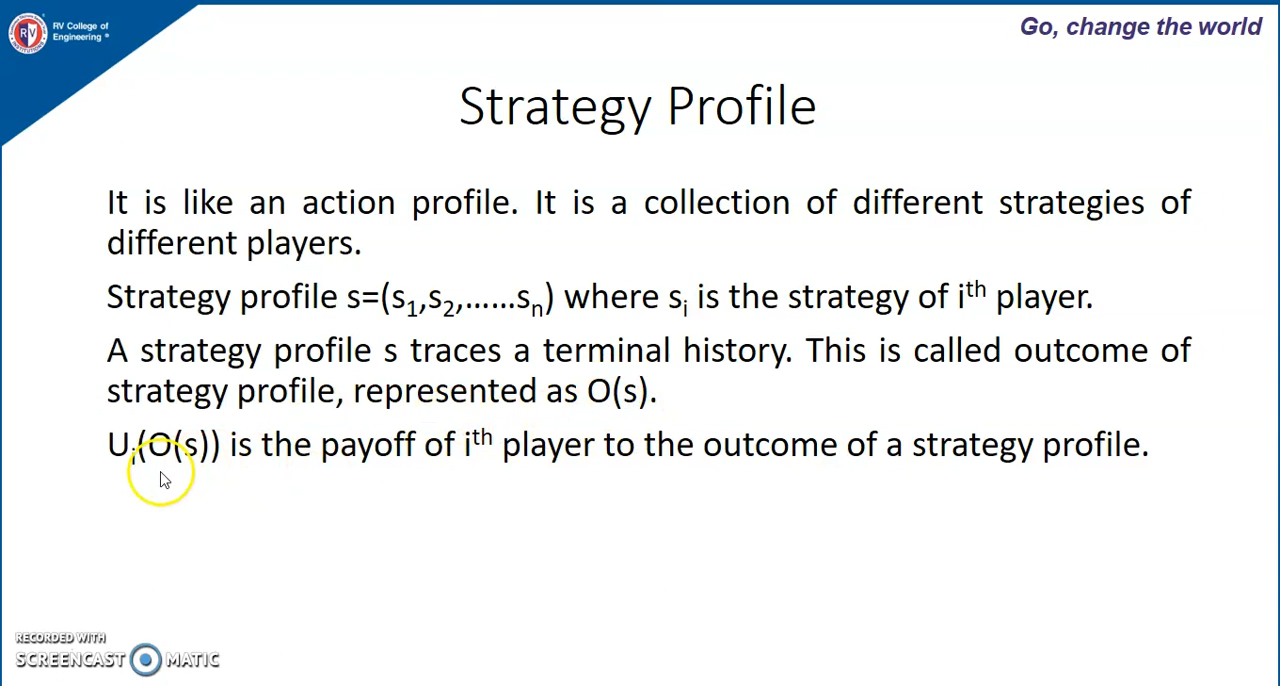 RV College of
Engineering ®
Go, change the world
Strategy Profile
It is like an action profile. It is a collection of different strategies of
different players.
Strategy profile s=(s₁,s₂,......sₙ) where sᵢ is the strategy of iᵗʰ player.
A strategy profile s traces a terminal history. This is called outcome of
strategy profile, represented as O(s).
Uᵢ(O(s)) is the payoff of iᵗʰ player to the outcome of a strategy profile.
RECORDED WITH
SCREENCAST MATIC